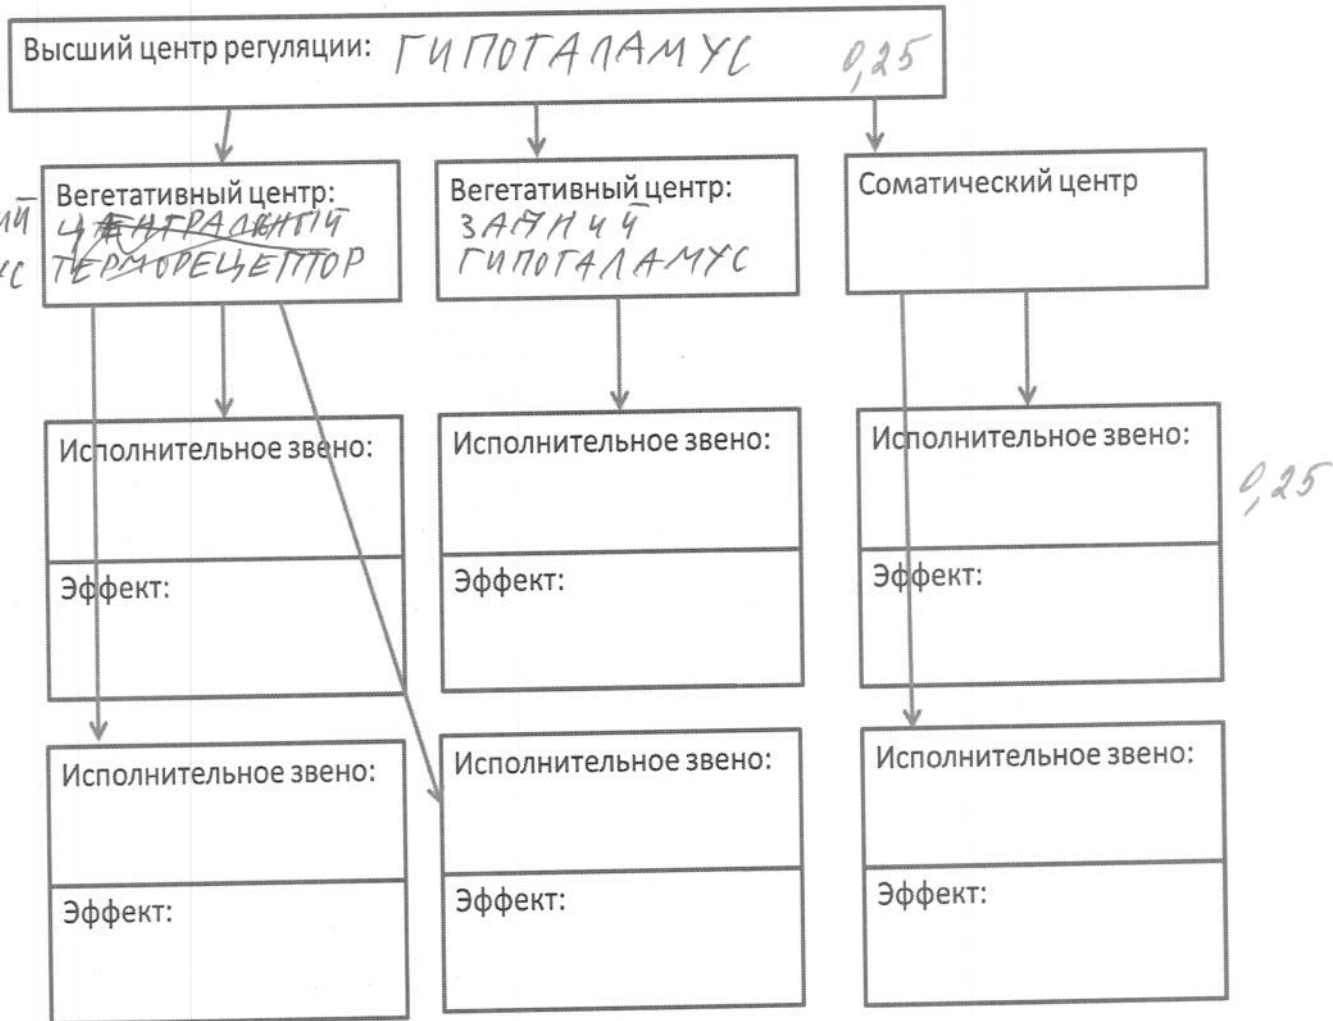 Высший центр регуляции: ГИПОТАЛАМУС 0,25
Вегетативный центр:
ЦЕНТРАЛЬНЫЙ
ТЕРМОРЕЦЕПТОР
Вегетативный центр:
ЗАДНИЙ
ГИПОТАЛАМУС
Соматический центр
Исполнительное звено:
Эффект:
Исполнительное звено:
Эффект:
Исполнительное звено:
0,25
Эффект:
Исполнительное звено:
Эффект:
Исполнительное звено:
Эффект:
Исполнительное звено:
Эффект: